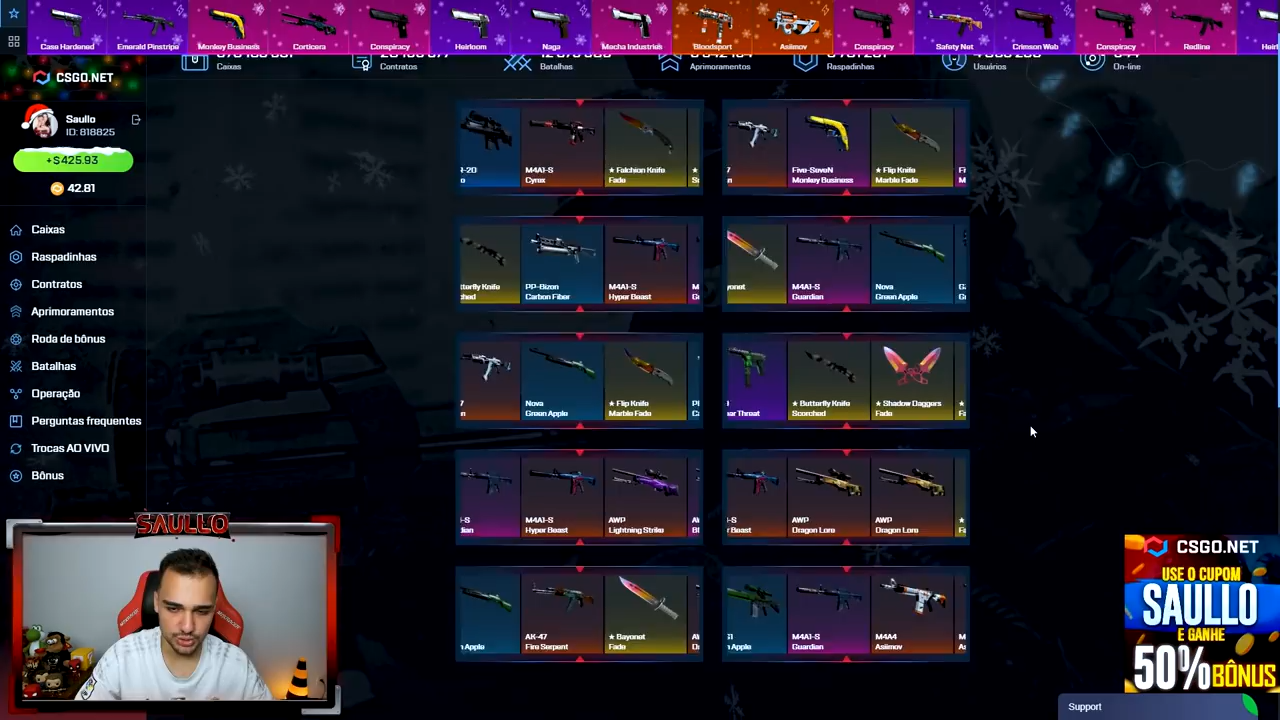 Case Hardened
Emerald Pinstripe
Monkey Business
Corticera
Conspiracy
Heirloom
Naga
Mecha Industries
Bloodsport
Asiimov
Conspiracy
Safety Net
Crimson Web
Conspiracy
Redline
CSGO.NET
Caixas
Contratos
Batalhas
Aprimoramentos
Raspadinhas
Usuários
On-line
Saullo
ID: 818825
+$425.93
42.81
Caixas
Raspadinhas
Contratos
Aprimoramentos
Roda de bônus
Batalhas
Operação
Perguntas frequentes
Trocas AO VIVO
Bônus
M4A1-S
Cyrex
★ Falchion Knife
Fade
Five-SeveN
Monkey Business
★ Flip Knife
Marble Fade
PP-Bizon
Carbon Fiber
M4A1-S
Hyper Beast
M4A1-S
Guardian
Nova
Green Apple
Nova
Green Apple
★ Flip Knife
Marble Fade
★ Butterfly Knife
Scorched
★ Shadow Daggers
Fade
M4A1-S
Hyper Beast
AWP
Lightning Strike
AWP
Dragon Lore
AWP
Dragon Lore
AK-47
Fire Serpent
★ Bayonet
Fade
M4A1-S
Guardian
M4A4
Asiimov
SAULLO
CSGO.NET
USE O CUPOM
SAULLO
E GANHE
50% BÔNUS
Support